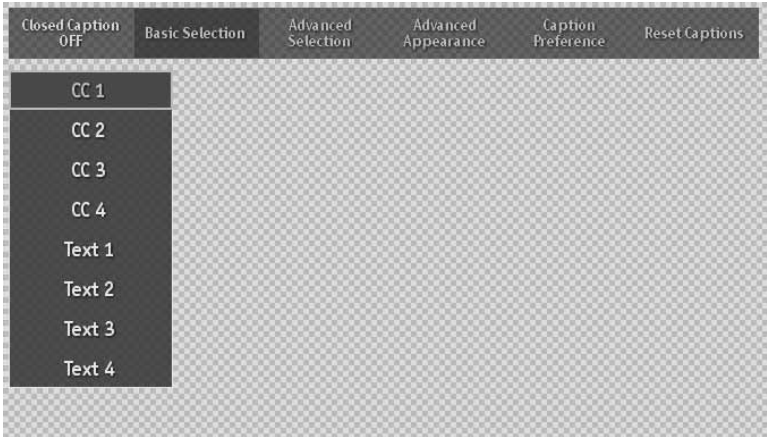 Closed Caption
OFF
Basic Selection
Advanced
Selection
Advanced
Appearance
Caption
Preference
Reset Captions
CC 1
CC 2
CC 3
CC 4
Text 1
Text 2
Text 3
Text 4